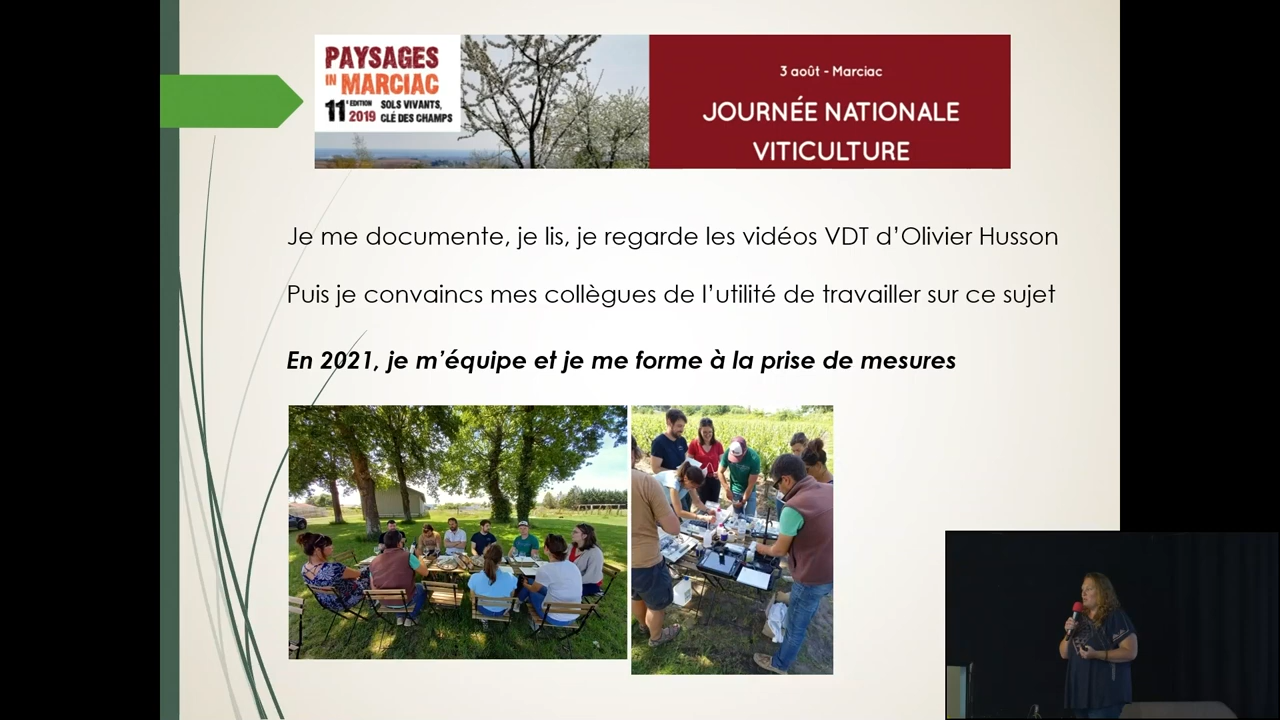 PAYSAGES
IN MARCIAC
11e EDITION 2019 SOLS VIVANTS, CLÉ DES CHAMPS
3 août - Marciac
JOURNÉE NATIONALE
VITICULTURE
Je me documente, je lis, je regarde les vidéos VDT d’Olivier Husson
Puis je convaincs mes collègues de l’utilité de travailler sur ce sujet
En 2021, je m’équipe et je me forme à la prise de mesures